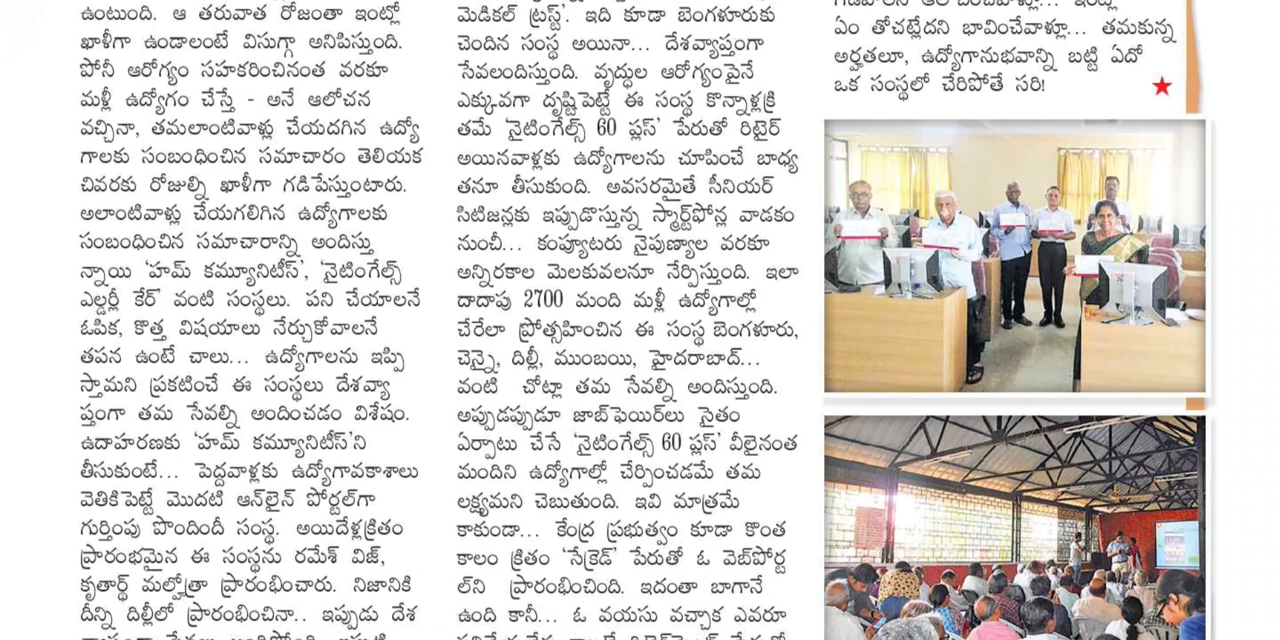 ఉంటుంది. ఆ తరువాత రోజంతా ఇంట్లో
ఖాళీగా ఉండాలంటే విసుగ్గా అనిపిస్తుంది.
పోనీ ఆరోగ్యం సహకరించినంత వరకూ
మళ్లీ ఉద్యోగం చేస్తే - అనే ఆలోచన
వచ్చినా, తమలాంటివాళ్లు చేయదగిన ఉద్యో
గాలకు సంబంధించిన సమాచారం తెలియక
చివరకు రోజుల్ని ఖాళీగా గడిపేస్తుంటారు.
అలాంటివాళ్లు చేయగలిగిన ఉద్యోగాలకు
సంబంధించిన సమాచారాన్ని అందిస్తు
న్నాయి ‘హమ్ కమ్యూనిటీస్’, ‘నైటింగేల్స్
ఎల్డర్లీ కేర్’ వంటి సంస్థలు. పని చేయాలనే
ఓపిక, కొత్త విషయాలు నేర్చుకోవాలనే
తపన ఉంటే చాలు... ఉద్యోగాలను ఇప్పి
స్తామని ప్రకటించే ఈ సంస్థలు దేశవ్యా
ప్తంగా తమ సేవల్ని అందించడం విశేషం.
ఉదాహరణకు ‘హమ్ కమ్యూనిటీస్’ని
తీసుకుంటే... పెద్దవాళ్లకు ఉద్యోగావకాశాలు
వెతికిపెట్టే మొదటి ఆన్‌లైన్ పోర్టల్‌గా
గుర్తింపు పొందిందీ సంస్థ. అయిదేళ్లక్రితం
ప్రారంభమైన ఈ సంస్థను రమేశ్ విజ్,
కృతార్థ్ మల్హోత్రా ప్రారంభించారు. నిజానికి
దీన్ని దిల్లీలో ప్రారంభించినా.. ఇప్పుడు దేశ
మెడికల్ ట్రస్ట్’. ఇది కూడా బెంగళూరుకు
చెందిన సంస్థ అయినా... దేశవ్యాప్తంగా
సేవలందిస్తుంది. వృద్ధుల ఆరోగ్యంపైనే
ఎక్కువగా దృష్టిపెట్టే ఈ సంస్థ కొన్నాళ్లక్రి
తమే ‘నైటింగేల్స్ 60 ప్లస్’ పేరుతో రిటైర్
అయినవాళ్లకు ఉద్యోగాలను చూపించే బాధ్య
తనూ తీసుకుంది. అవసరమైతే సీనియర్
సిటిజన్లకు ఇప్పుడొస్తున్న స్మార్ట్‌ఫోన్ల వాడకం
నుంచీ... కంప్యూటరు నైపుణ్యాల వరకూ
అన్నిరకాల మెలకువలనూ నేర్పిస్తుంది. ఇలా
దాదాపు 2700 మంది మళ్లీ ఉద్యోగాల్లో
చేరేలా ప్రోత్సహించిన ఈ సంస్థ బెంగళూరు,
చెన్నై, దిల్లీ, ముంబయి, హైదరాబాద్...
వంటి చోట్లా తమ సేవల్ని అందిస్తుంది.
అప్పుడప్పుడూ జాబ్‌ఫెయిర్‌లు సైతం
ఏర్పాటు చేసే ‘నైటింగేల్స్ 60 ప్లస్’ వీలైనంత
మందిని ఉద్యోగాల్లో చేర్పించడమే తమ
లక్ష్యమని చెబుతుంది. ఇవి మాత్రమే
కాకుండా... కేంద్ర ప్రభుత్వం కూడా కొంత
కాలం క్రితం ‘సేక్రెడ్’ పేరుతో ఓ వెబ్‌పోర్ట
ల్‌ని ప్రారంభించింది. ఇదంతా బాగానే
ఉంది కానీ... ఓ వయసు వచ్చాక ఎవరూ
ఏం తోచట్లేదని భావించేవాళ్లూ... తమకున్న
అర్హతలూ, ఉద్యోగానుభవాన్ని బట్టి ఏదో
ఒక సంస్థలో చేరిపోతే సరి!